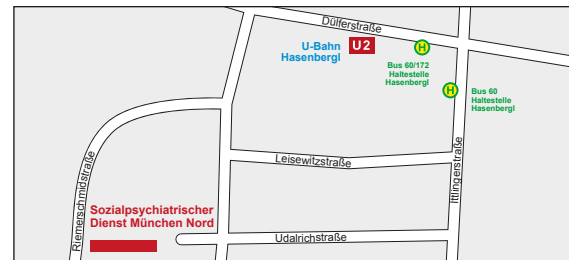 Dülferstraße
U-Bahn
Hasenbergl
U2
H
Bus 60/172
Haltestelle
Hasenbergl
H
Bus 60
Haltestelle
Hasenbergl
Leisewitzstraße
Ittlingerstraße
Riemerschmidstraße
Sozialpsychiatrischer
Dienst München Nord
Udalrichstraße